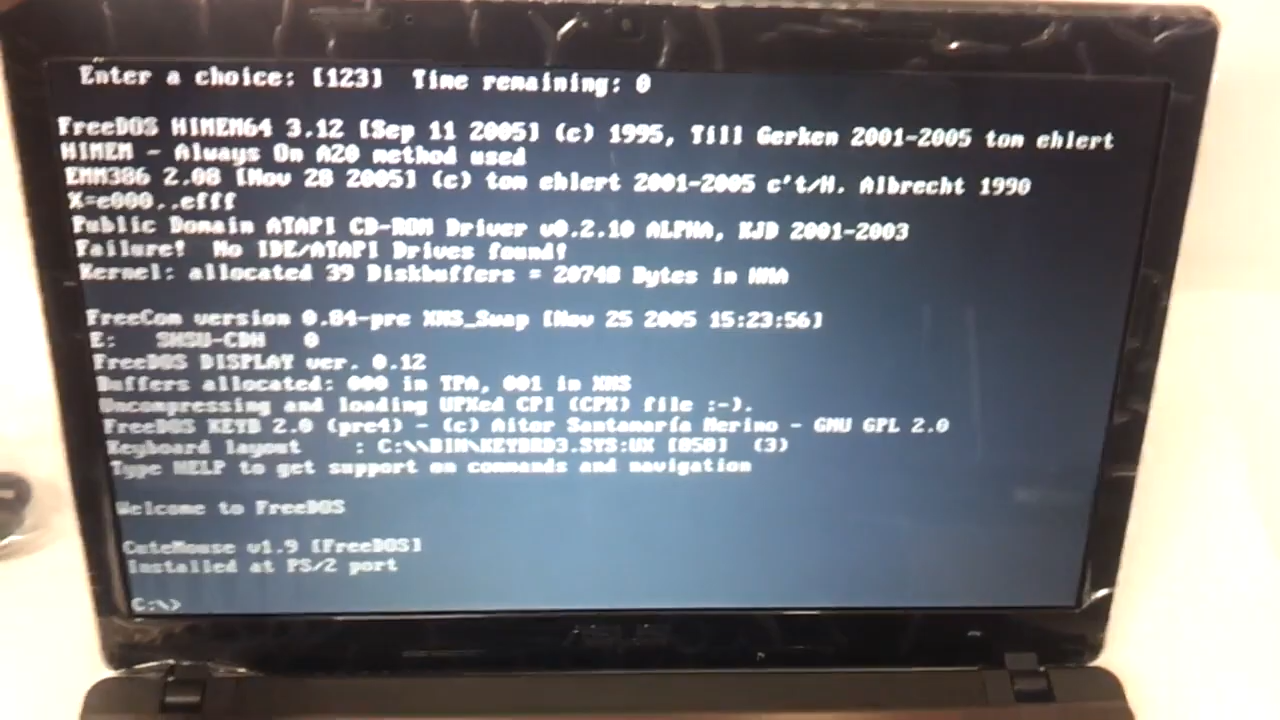 Enter a choice: [123]  Time remaining: 0
FreeDOS HIMEM64 3.12 [Sep 11 2005] (c) 1995, Till Gerken 2001-2005 tom ehlert
HIMEM - Always On A20 method used
EMM386 2.08 [Nov 28 2005] (c) tom ehlert 2001-2005 c't/H. Albrecht 1990
X=e000..efff
Public Domain ATAPI CD-ROM Driver v0.2.10 ALPHA, KJD 2001-2003
Failure!  No IDE/ATAPI Drives found!
Kernel: allocated 39 Diskbuffers = 20748 Bytes in HMA
FreeCom version 0.84-pre XMS_Swap [Nov 25 2005 15:23:56]
E:   SHSU-CDH   0
FreeDOS DISPLAY ver. 0.12
Buffers allocated: 000 in TPA, 001 in XMS
Uncompressing and loading UPXed CPI (CPX) file :-).
FreeDOS KEYB 2.0 (pre4) - (c) Aitor Santamaría Merino - GNU GPL 2.0
Keyboard layout    : C:\\BIN\KEYBRD3.SYS:UX [858]  (3)
Type HELP to get support on commands and navigation
Welcome to FreeDOS
CuteMouse v1.9 [FreeDOS]
Installed at PS/2 port
C:\>